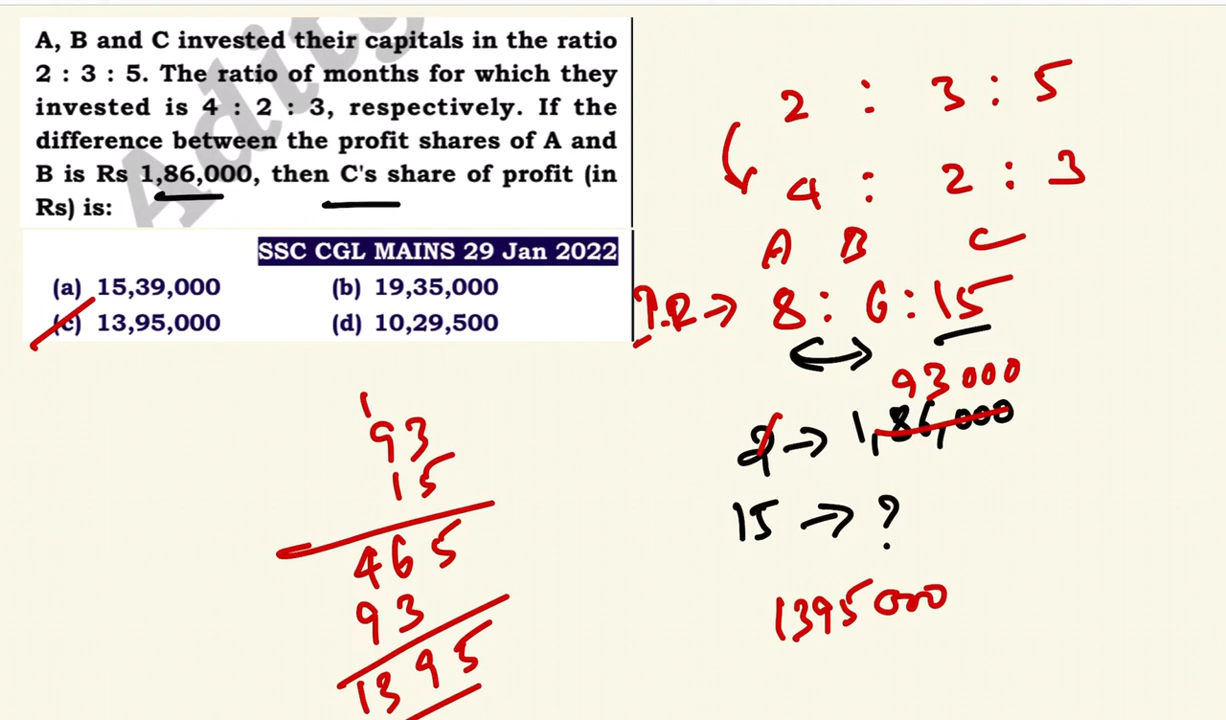 A, B and C invested their capitals in the ratio
2 : 3 : 5. The ratio of months for which they
invested is 4 : 2 : 3, respectively. If the
difference between the profit shares of A and
B is Rs 1,86,000, then C's share of profit (in
Rs) is:
SSC CGL MAINS 29 Jan 2022
(a) 15,39,000 (b) 19,35,000
(c) 13,95,000 (d) 10,29,500
Adity
2 : 3 : 5
4 : 2 : 3
A B C
P.R → 8 : 6 : 15
93000
2 → 1,86,000
15 → ?
1395000
1
93
15
465
93
1395